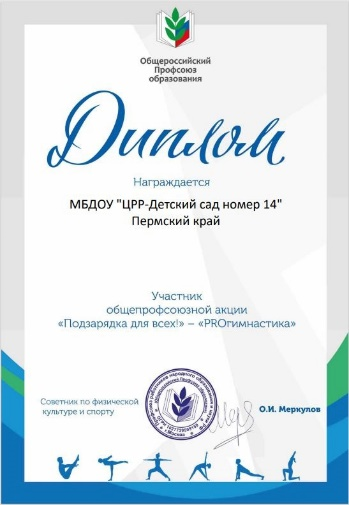 Общероссийский
Профсоюз
образования
Диплом
Награждается
МБДОУ "ЦРР-Детский сад номер 14"
Пермский край
Участник
общепрофсоюзной акции
«Подзарядка для всех!» – «PROгимнастика»
Советник по физической
культуре и спорту
О.И. Меркулов